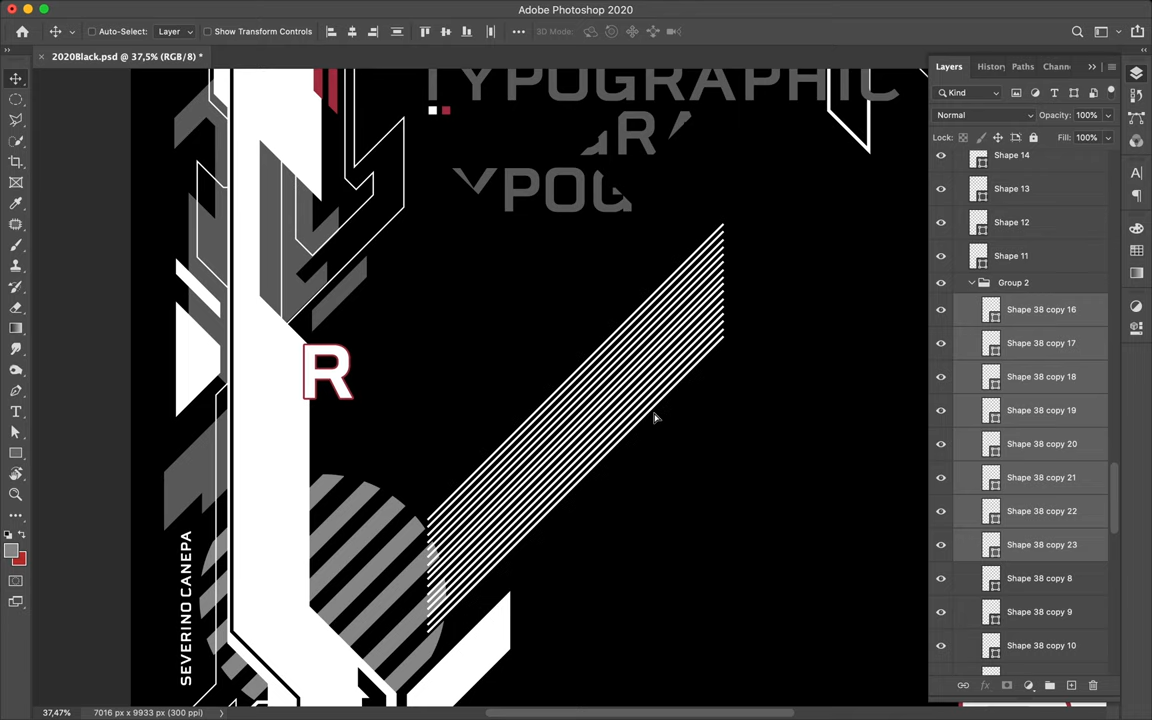 Adobe Photoshop 2020
Auto-Select:
Layer
Show Transform Controls
3D Mode:
2020Black.psd @ 37,5% (RGB/8) *
Layers
History
Paths
Chann
Kind
Normal
Opacity: 100%
Lock:
Fill: 100%
Shape 14
Shape 13
Shape 12
Shape 11
Group 2
Shape 38 copy 16
Shape 38 copy 17
Shape 38 copy 18
Shape 38 copy 19
Shape 38 copy 20
Shape 38 copy 21
Shape 38 copy 22
Shape 38 copy 23
Shape 38 copy 8
Shape 38 copy 9
Shape 38 copy 10
TYPOGRAPHIC
R
YPOG
R
SEVERINO CANEPA
37,47%
7016 px x 9933 px (300 ppi)